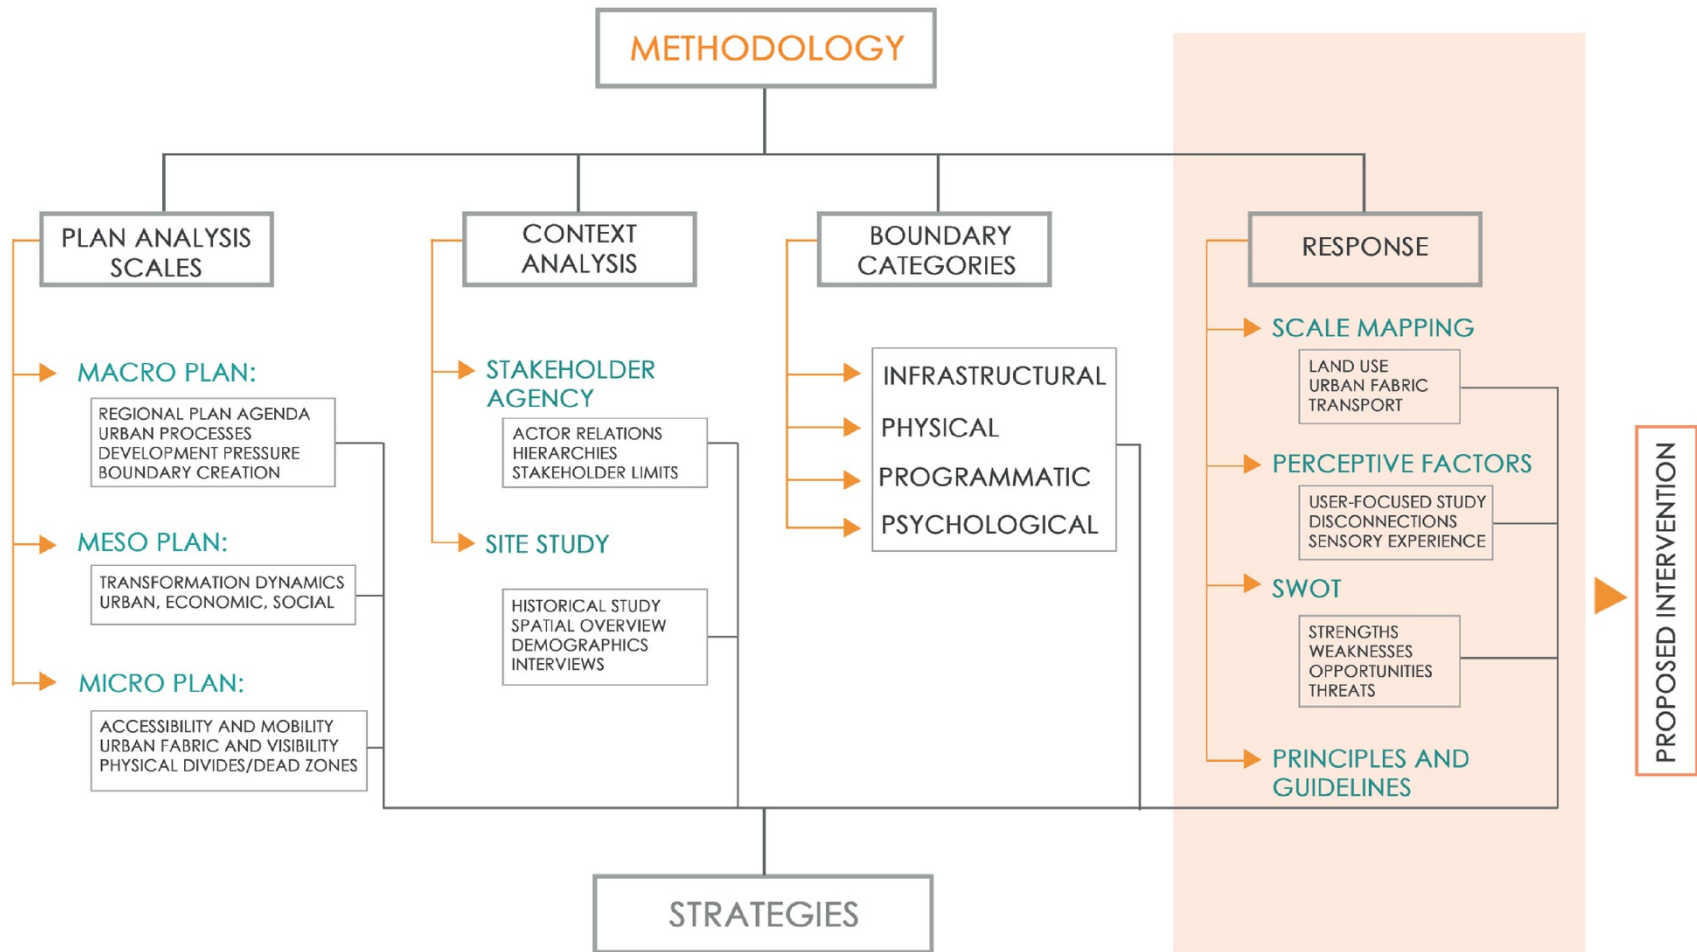 METHODOLOGY
PLAN ANALYSIS
SCALES
MACRO PLAN:
REGIONAL PLAN AGENDA
URBAN PROCESSES
DEVELOPMENT PRESSURE
BOUNDARY CREATION
MESO PLAN:
TRANSFORMATION DYNAMICS
URBAN, ECONOMIC, SOCIAL
MICRO PLAN:
ACCESSIBILITY AND MOBILITY
URBAN FABRIC AND VISIBILITY
PHYSICAL DIVIDES/DEAD ZONES
CONTEXT
ANALYSIS
STAKEHOLDER
AGENCY
ACTOR RELATIONS
HIERARCHIES
STAKEHOLDER LIMITS
SITE STUDY
HISTORICAL STUDY
SPATIAL OVERVIEW
DEMOGRAPHICS
INTERVIEWS
BOUNDARY
CATEGORIES
INFRASTRUCTURAL
PHYSICAL
PROGRAMMATIC
PSYCHOLOGICAL
RESPONSE
SCALE MAPPING
LAND USE
URBAN FABRIC
TRANSPORT
PERCEPTIVE FACTORS
USER-FOCUSED STUDY
DISCONNECTIONS
SENSORY EXPERIENCE
SWOT
STRENGTHS
WEAKNESSES
OPPORTUNITIES
THREATS
PRINCIPLES AND
GUIDELINES
PROPOSED INTERVENTION
STRATEGIES